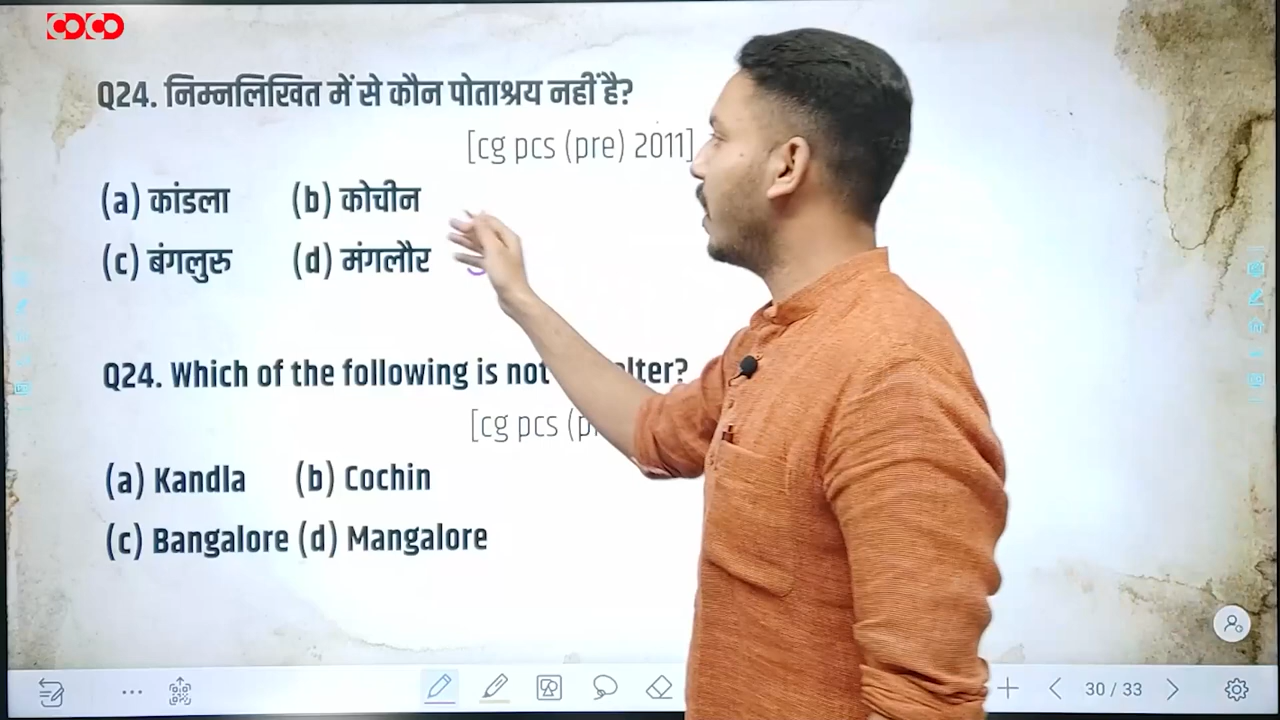 COCO
Q24. निम्नलिखित में से कौन पोताश्रय नहीं है?
[cg pcs (pre) 2011]
(a) कांडला (b) कोचीन
(c) बंगलुरु (d) मंगलौर
Q24. Which of the following is not
[cg pcs
(a) Kandla (b) Cochin
(c) Bangalore (d) Mangalore
30 / 33